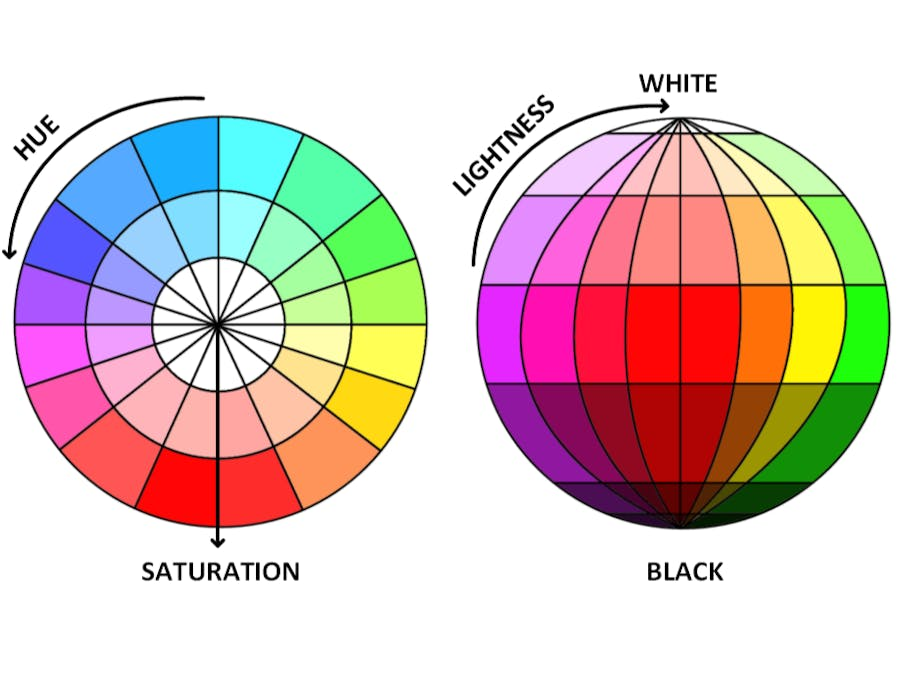 HUE
SATURATION
LIGHTNESS
WHITE
BLACK